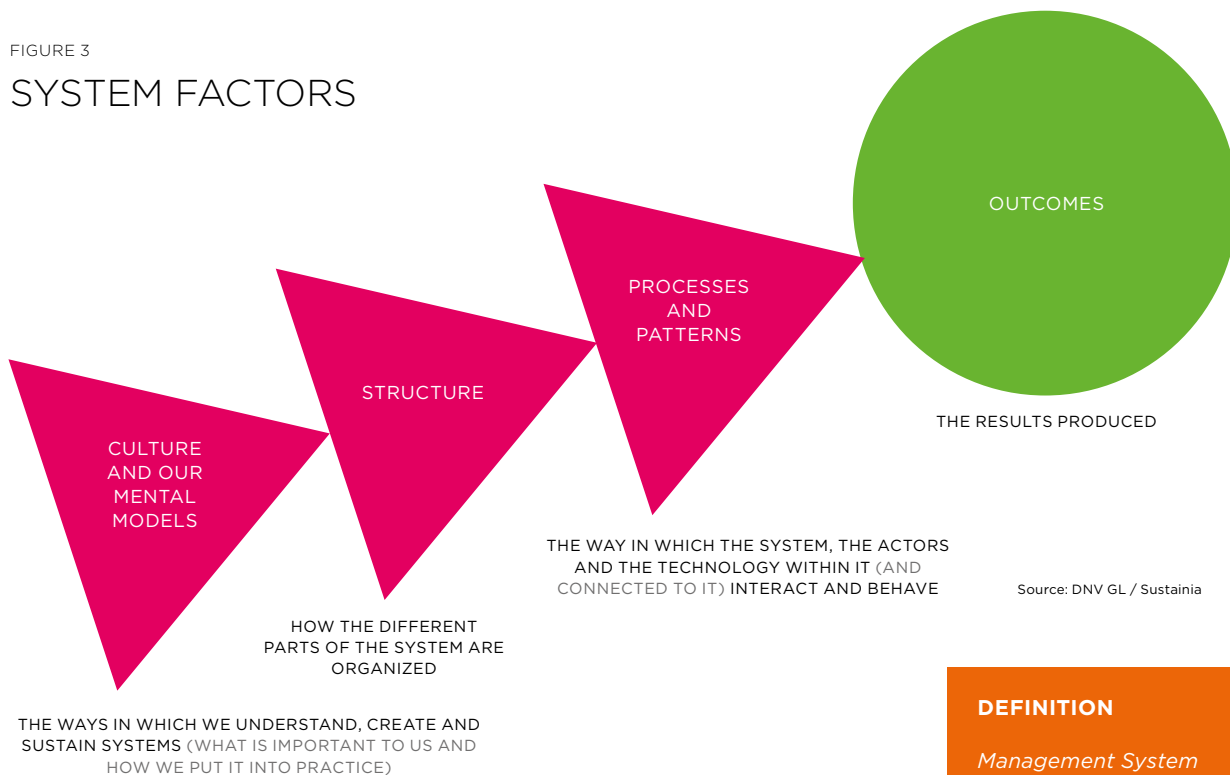 FIGURE 3
SYSTEM FACTORS
OUTCOMES
THE RESULTS PRODUCED
PROCESSES
AND
PATTERNS
THE WAY IN WHICH THE SYSTEM, THE ACTORS
AND THE TECHNOLOGY WITHIN IT (AND
CONNECTED TO IT) INTERACT AND BEHAVE
STRUCTURE
HOW THE DIFFERENT
PARTS OF THE SYSTEM ARE
ORGANIZED
CULTURE
AND OUR
MENTAL
MODELS
THE WAYS IN WHICH WE UNDERSTAND, CREATE AND
SUSTAIN SYSTEMS (WHAT IS IMPORTANT TO US AND
HOW WE PUT IT INTO PRACTICE)
Source: DNV GL / Sustainia
DEFINITION
Management System